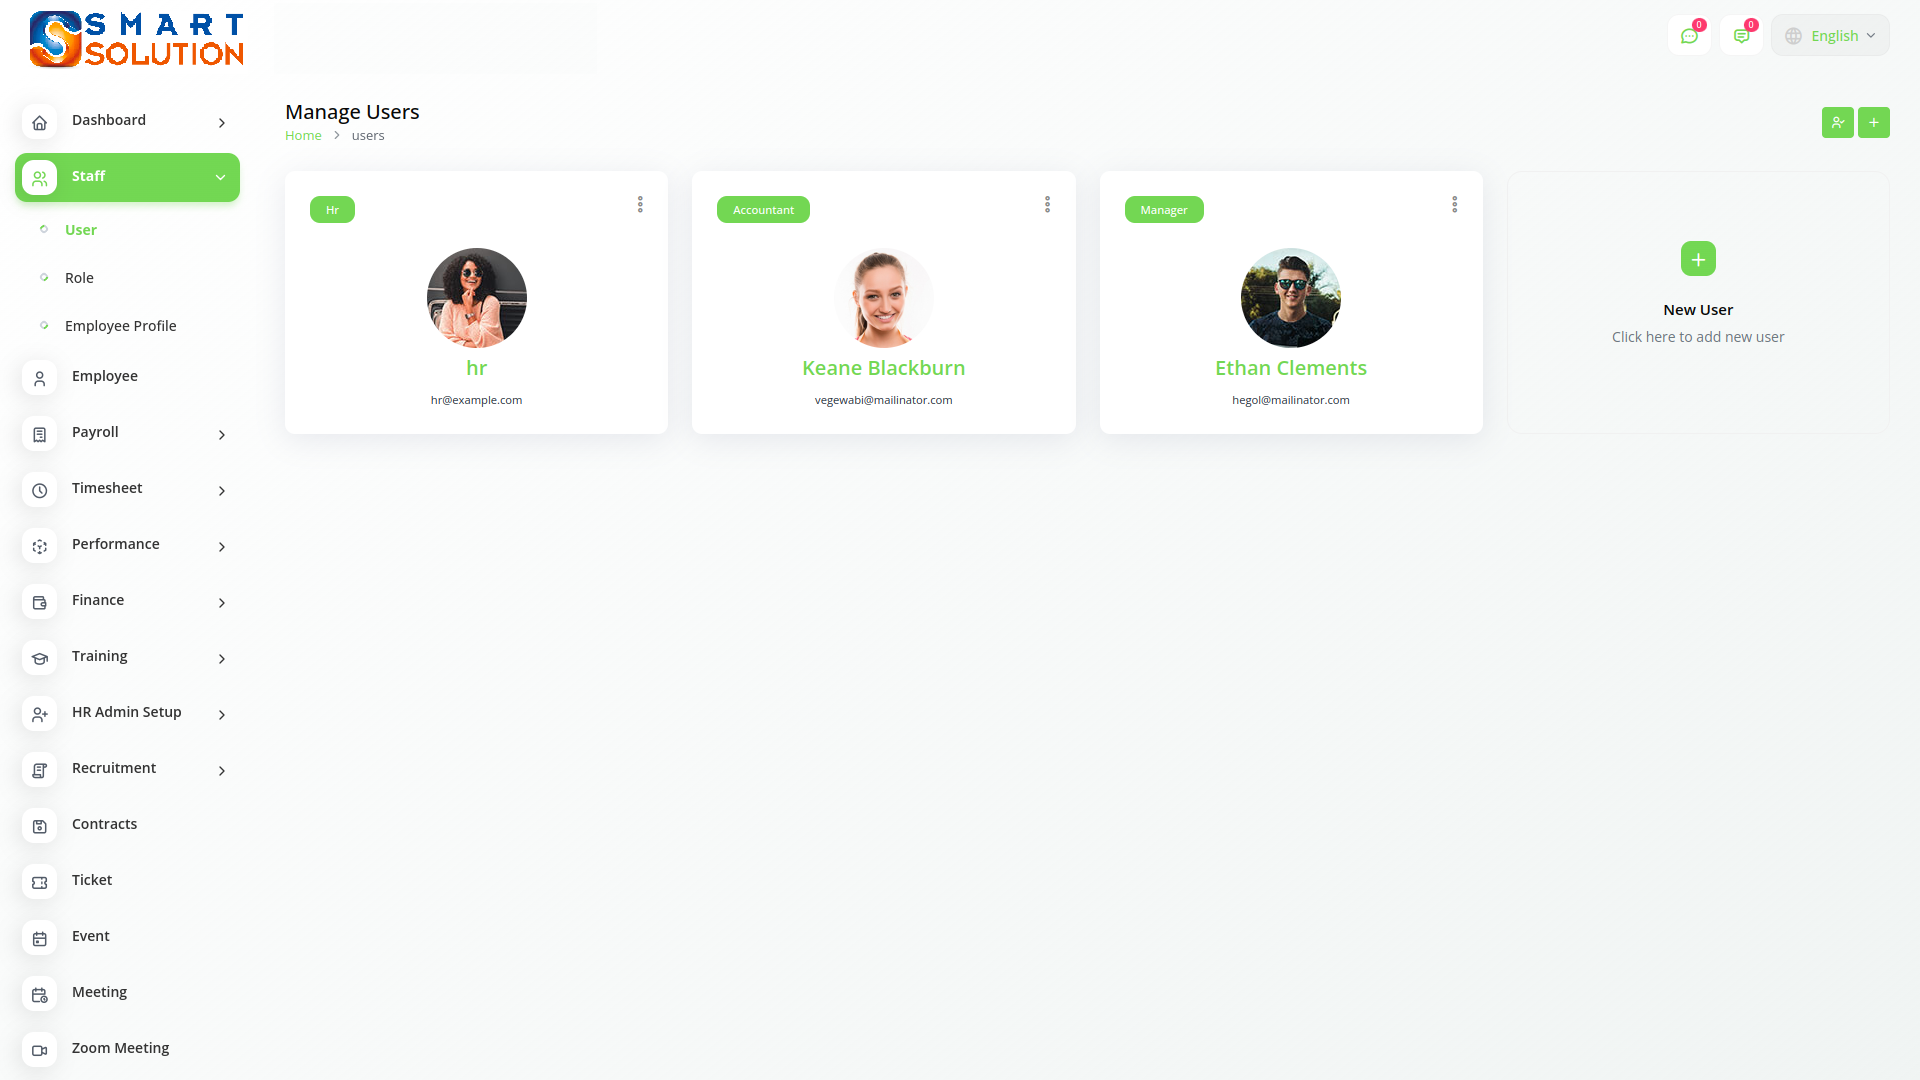 SMART
SOLUTION
0
0
English
Dashboard
Staff
User
Role
Employee Profile
Employee
Payroll
Timesheet
Performance
Finance
Training
HR Admin Setup
Recruitment
Contracts
Ticket
Event
Meeting
Zoom Meeting
Manage Users
Home > users
Hr
hr
hr@example.com
Accountant
Keane Blackburn
vegewabi@mailinator.com
Manager
Ethan Clements
hegol@mailinator.com
New User
Click here to add new user